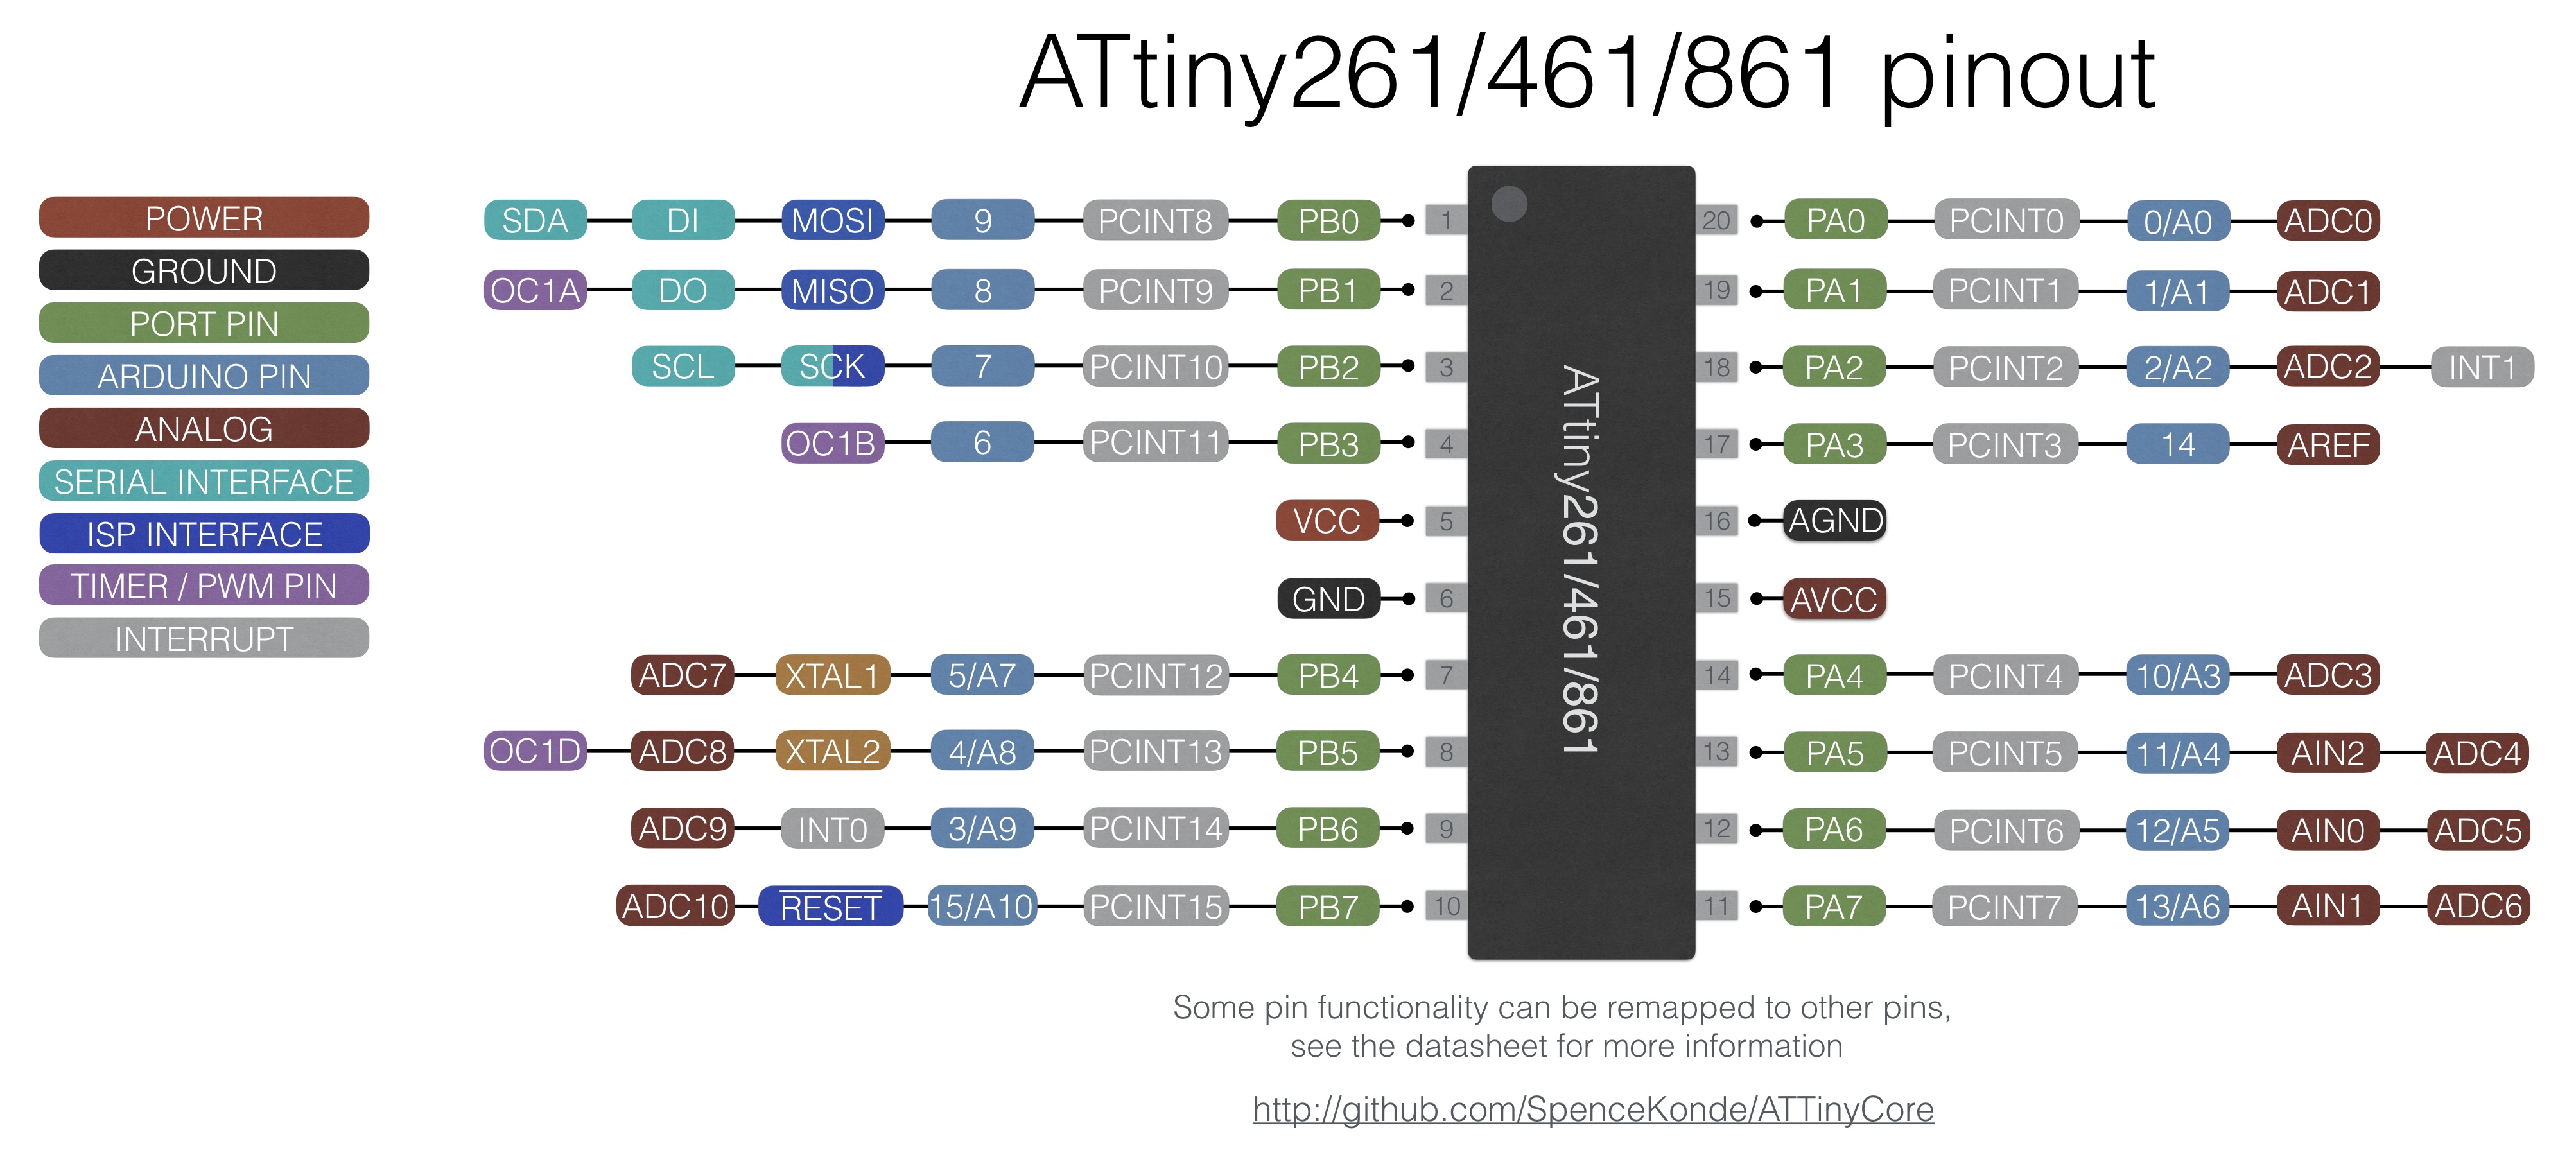 ATtiny261/461/861 pinout
POWER
GROUND
PORT PIN
ARDUINO PIN
ANALOG
SERIAL INTERFACE
ISP INTERFACE
TIMER / PWM PIN
INTERRUPT
SDA DI MOSI 9 PCINT8 PB0 1 20 PA0 PCINT0 0/A0 ADC0
OC1A DO MISO 8 PCINT9 PB1 2 19 PA1 PCINT1 1/A1 ADC1
SCL SCK 7 PCINT10 PB2 3 18 PA2 PCINT2 2/A2 ADC2 INT1
OC1B 6 PCINT11 PB3 4 17 PA3 PCINT3 14 AREF
VCC 5 16 AGND
GND 6 15 AVCC
ADC7 XTAL1 5/A7 PCINT12 PB4 7 14 PA4 PCINT4 10/A3 ADC3
OC1D ADC8 XTAL2 4/A8 PCINT13 PB5 8 13 PA5 PCINT5 11/A4 AIN2 ADC4
ADC9 INT0 3/A9 PCINT14 PB6 9 12 PA6 PCINT6 12/A5 AIN0 ADC5
ADC10 RESET 15/A10 PCINT15 PB7 10 11 PA7 PCINT7 13/A6 AIN1 ADC6
ATtiny261/461/861
Some pin functionality can be remapped to other pins,
see the datasheet for more information
http://github.com/SpenceKonde/ATTinyCore